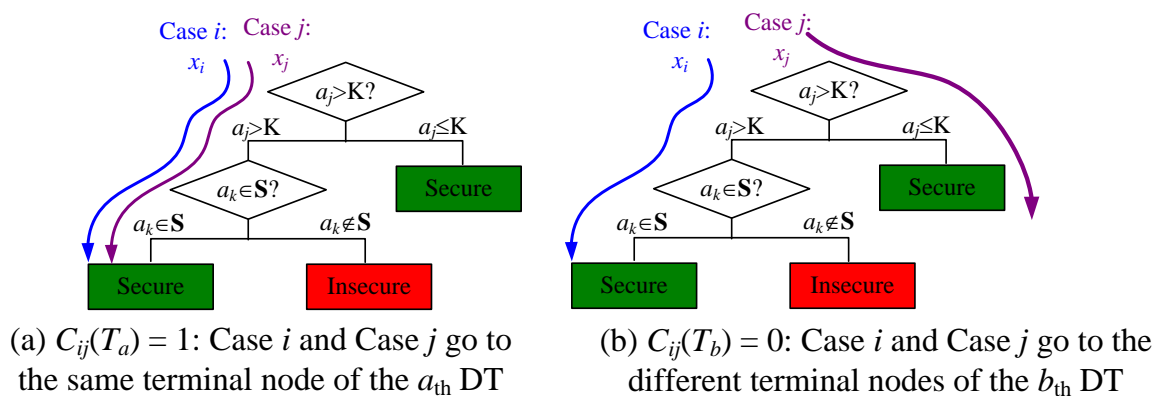 Case i:
x_i
Case j:
x_j
a_j>K?
a_j>K
a_j≤K
a_k∈S?
Secure
a_k∈S
a_k∉S
Secure
Insecure
(a) C_ij(T_a) = 1: Case i and Case j go to
the same terminal node of the a_th DT
Case i:
x_i
Case j:
x_j
a_j>K?
a_j>K
a_j≤K
a_k∈S?
Secure
a_k∈S
a_k∉S
Secure
Insecure
(b) C_ij(T_b) = 0: Case i and Case j go to the
different terminal nodes of the b_th DT